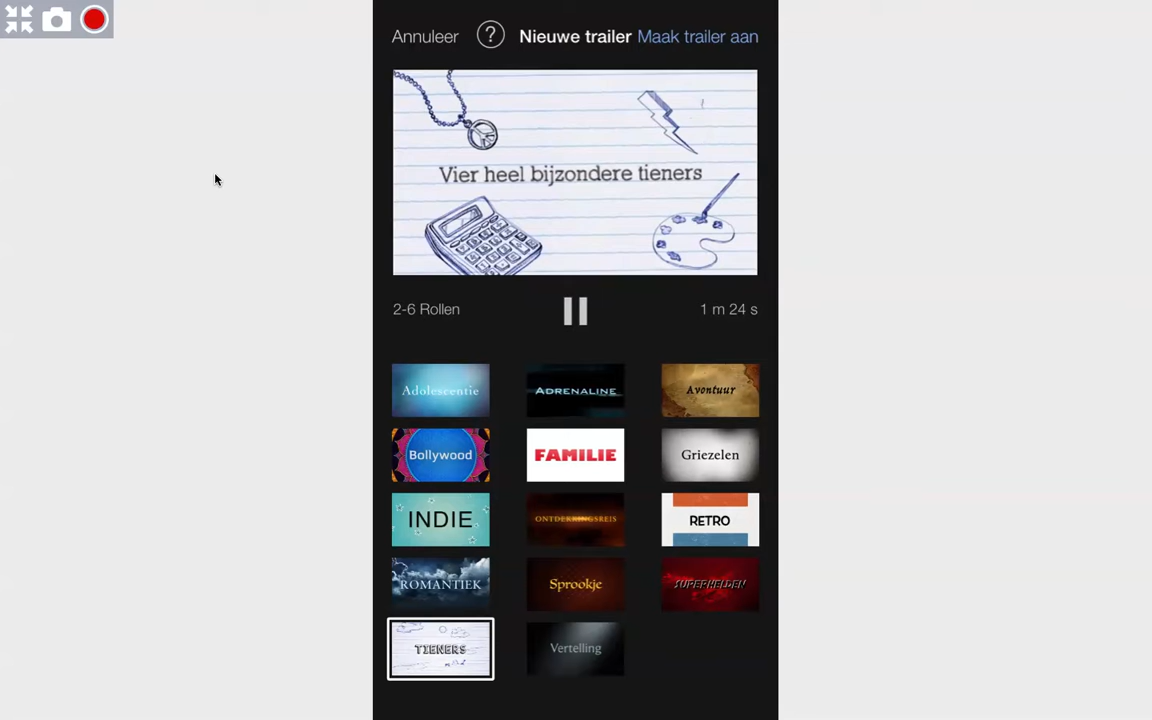 Annuleer ? Nieuwe trailer Maak trailer aan
Vier heel bijzondere tieners
2-6 Rollen 1 m 24 s
Adolescentie ADRENALINE Avontuur
Bollywood FAMILIE Griezelen
INDIE ONTDEKKINGSREIS RETRO
ROMANTIEK Sprookje SUPERHELDEN
TIENERS Vertelling